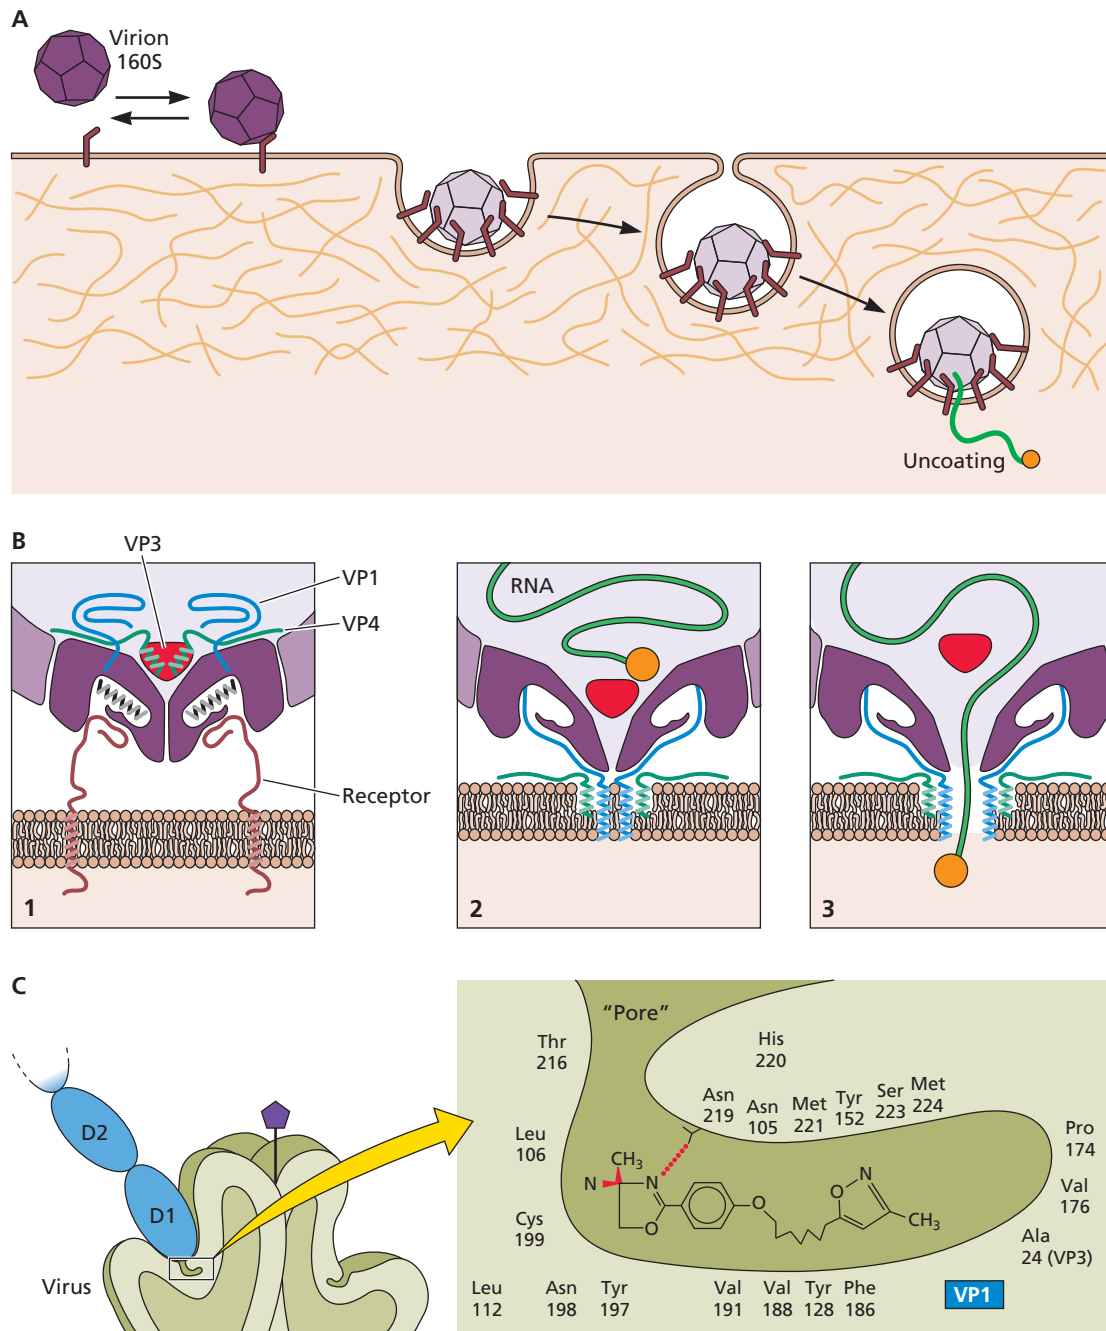 A
Virion
160S
Uncoating
B
VP3
VP1
VP4
Receptor
1
RNA
2
3
C
D2
D1
Virus
"Pore"
Thr
216
His
220
Asn
219
Asn
105
Met
221
Tyr
152
Ser
223
Met
224
Pro
174
Leu
106
Val
176
CH3
N
N
O
O
O
N
CH3
Cys
199
Ala
24 (VP3)
Leu
112
Asn
198
Tyr
197
Val
191
Val
188
Tyr
128
Phe
186
VP1